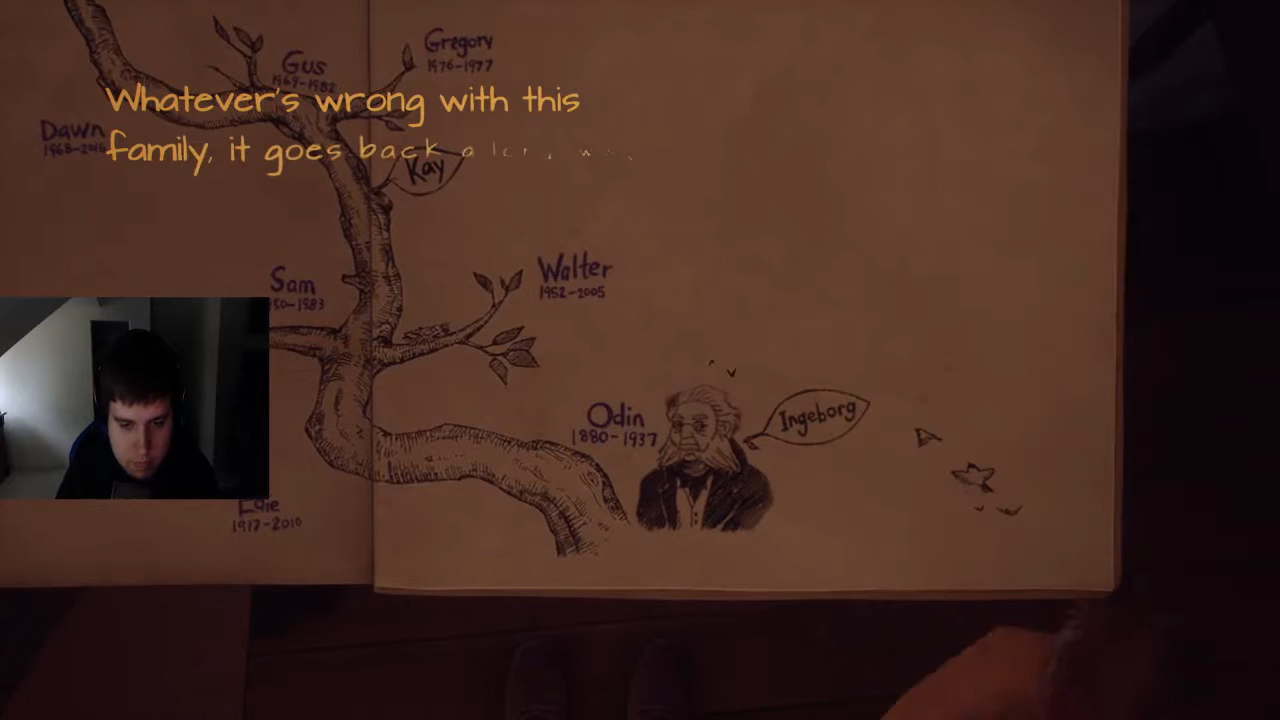 Gregory
1976-1977
Gus
1969-1982
Whatever's wrong with this
family, it goes back a
Dawn
Kay
Walter
1952-2005
Sam
-1983
Odin
1880-1937
Ingeborg
1917-2010